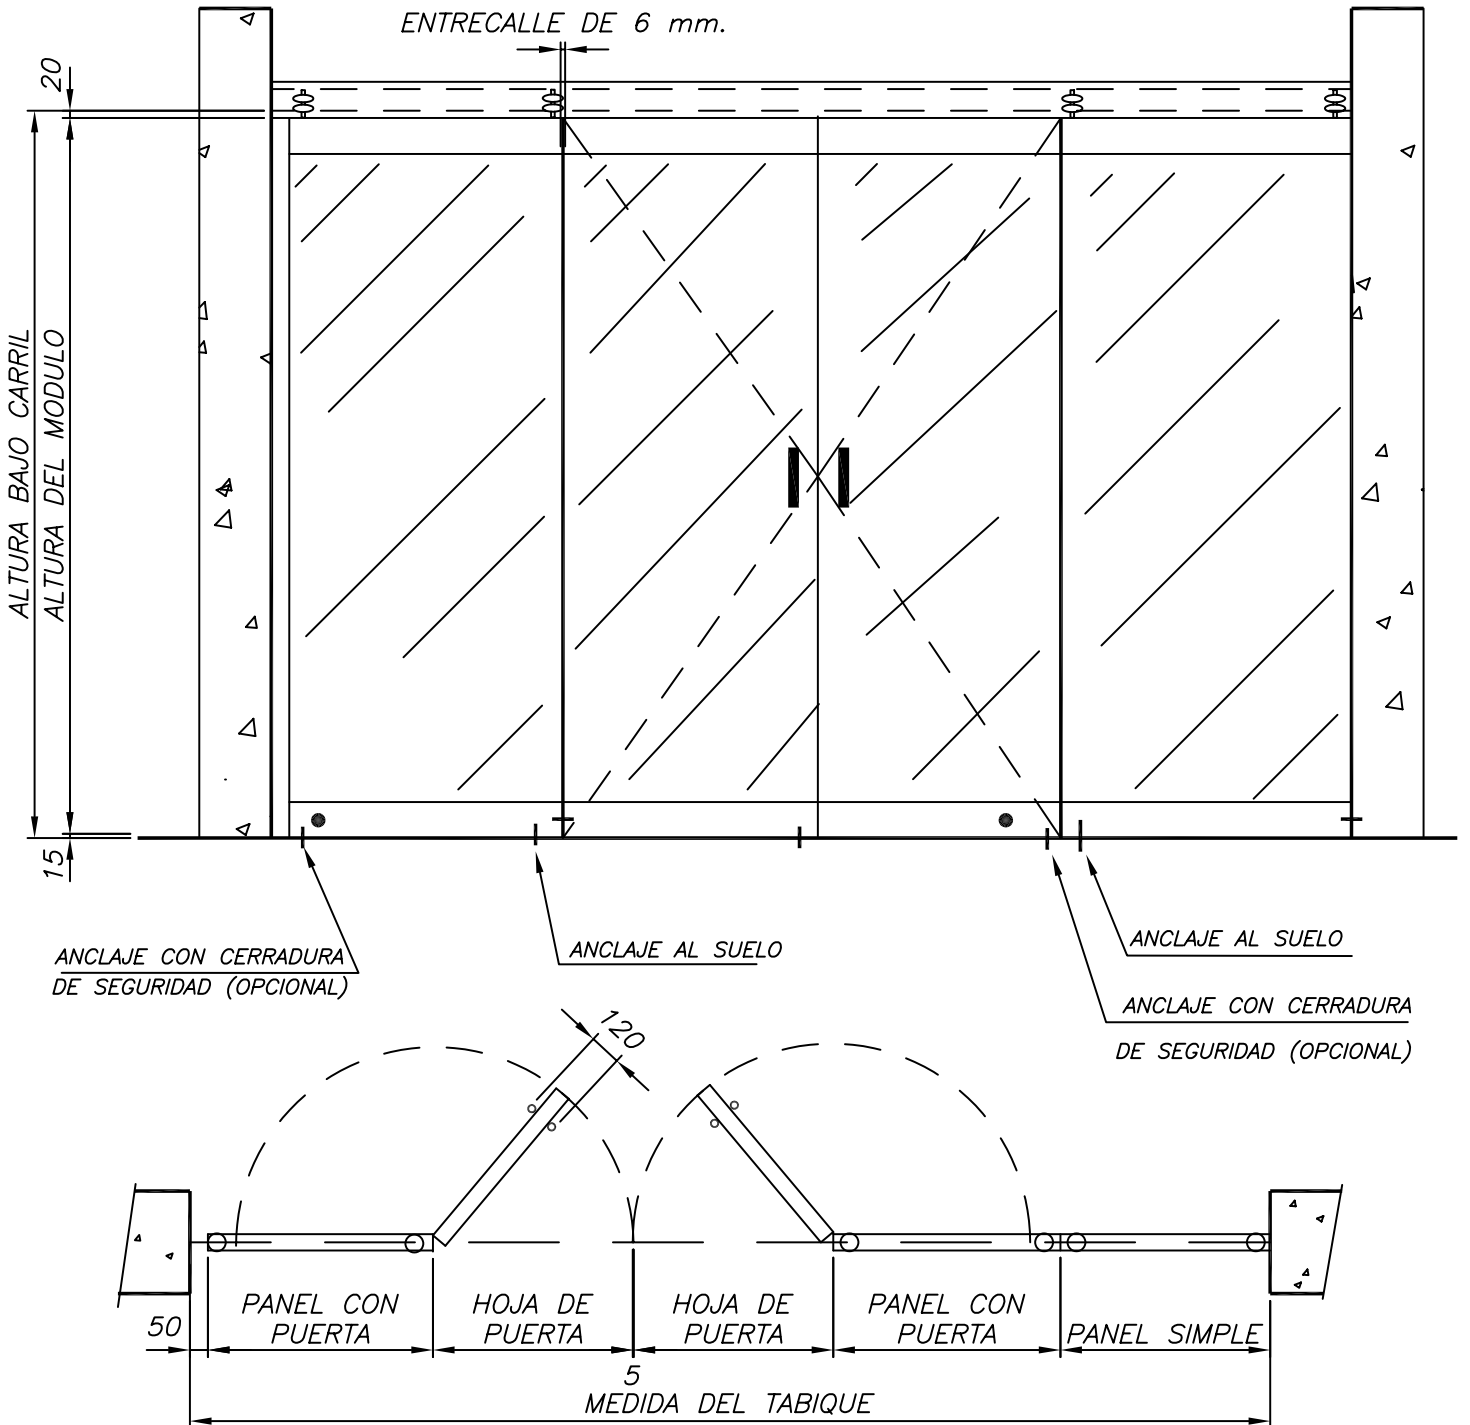 ENTRECALLE DE 6 mm.
20
ALTURA BAJO CARRIL
ALTURA DEL MODULO
15
ANCLAJE CON CERRADURA
DE SEGURIDAD (OPCIONAL)
ANCLAJE AL SUELO
ANCLAJE AL SUELO
ANCLAJE CON CERRADURA
DE SEGURIDAD (OPCIONAL)
120
PANEL CON
PUERTA
HOJA DE
PUERTA
HOJA DE
PUERTA
PANEL CON
PUERTA
PANEL SIMPLE
50
5
MEDIDA DEL TABIQUE